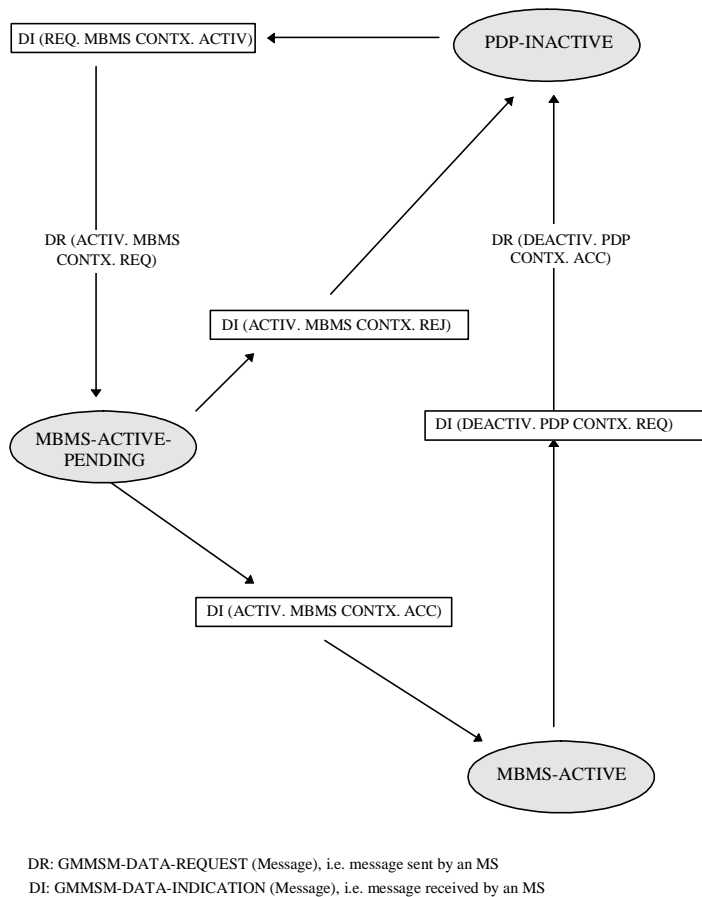 DI (REQ. MBMS CONTX. ACTIV)
PDP-INACTIVE
DR (ACTIV. MBMS
CONTX. REQ)
DR (DEACTIV. PDP
CONTX. ACC)
DI (ACTIV. MBMS CONTX. REJ)
DI (DEACTIV. PDP CONTX. REQ)
MBMS-ACTIVE-
PENDING
DI (ACTIV. MBMS CONTX. ACC)
MBMS-ACTIVE
DR: GMMSM-DATA-REQUEST (Message), i.e. message sent by an MS
DI: GMMSM-DATA-INDICATION (Message), i.e. message received by an MS